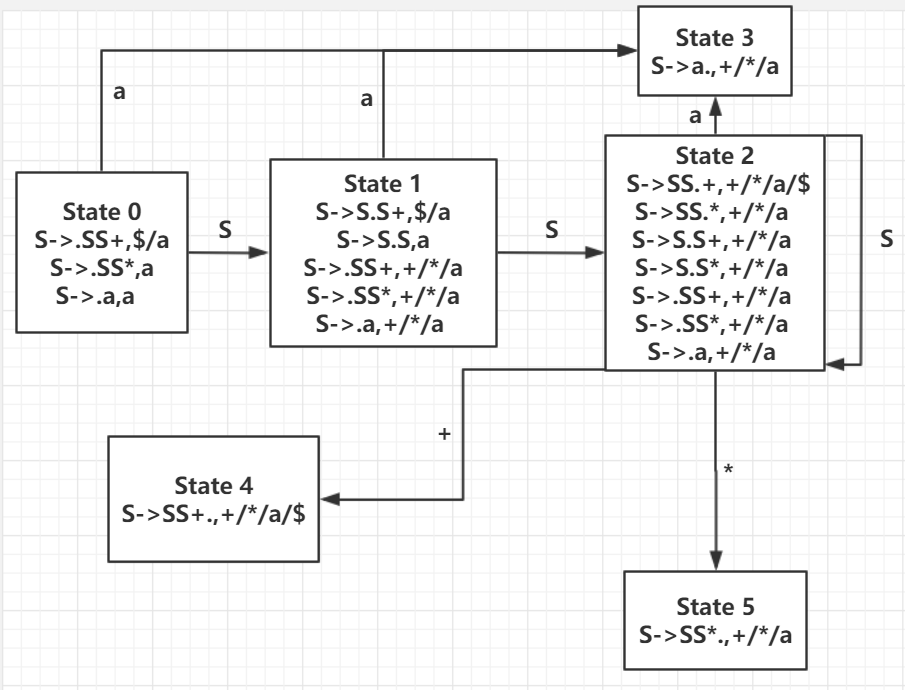 State 3
S->a.,+/*/a
a
a
a
State 2
S->SS.+,+/*/a/$
S->SS.*,+/*/a
S->S.S+,+/*/a
S->S.S*,+/*/a
S->.SS+,+/*/a
S->.SS*,+/*/a
S->.a,+/*/a
S
State 1
S->S.S+,$/a
S->S.S,a
S->.SS+,+/*/a
S->.SS*,+/*/a
S->.a,+/*/a
S
State 0
S->.SS+,$/a
S->.SS*,a
S->.a,a
S
+
*
State 4
S->SS+.,+/*/a/$
State 5
S->SS*.,+/*/a